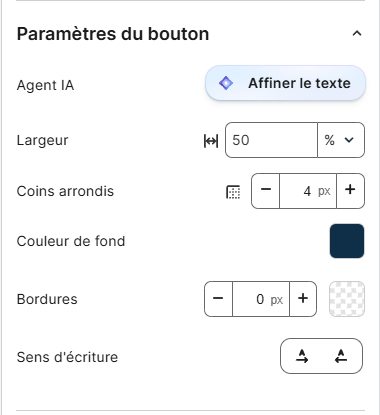 Paramètres du bouton
Agent IA
Affiner le texte
Largeur
50 %
Coins arrondis
− 4 px +
Couleur de fond
Bordures
− 0 px +
Sens d'écriture
A A